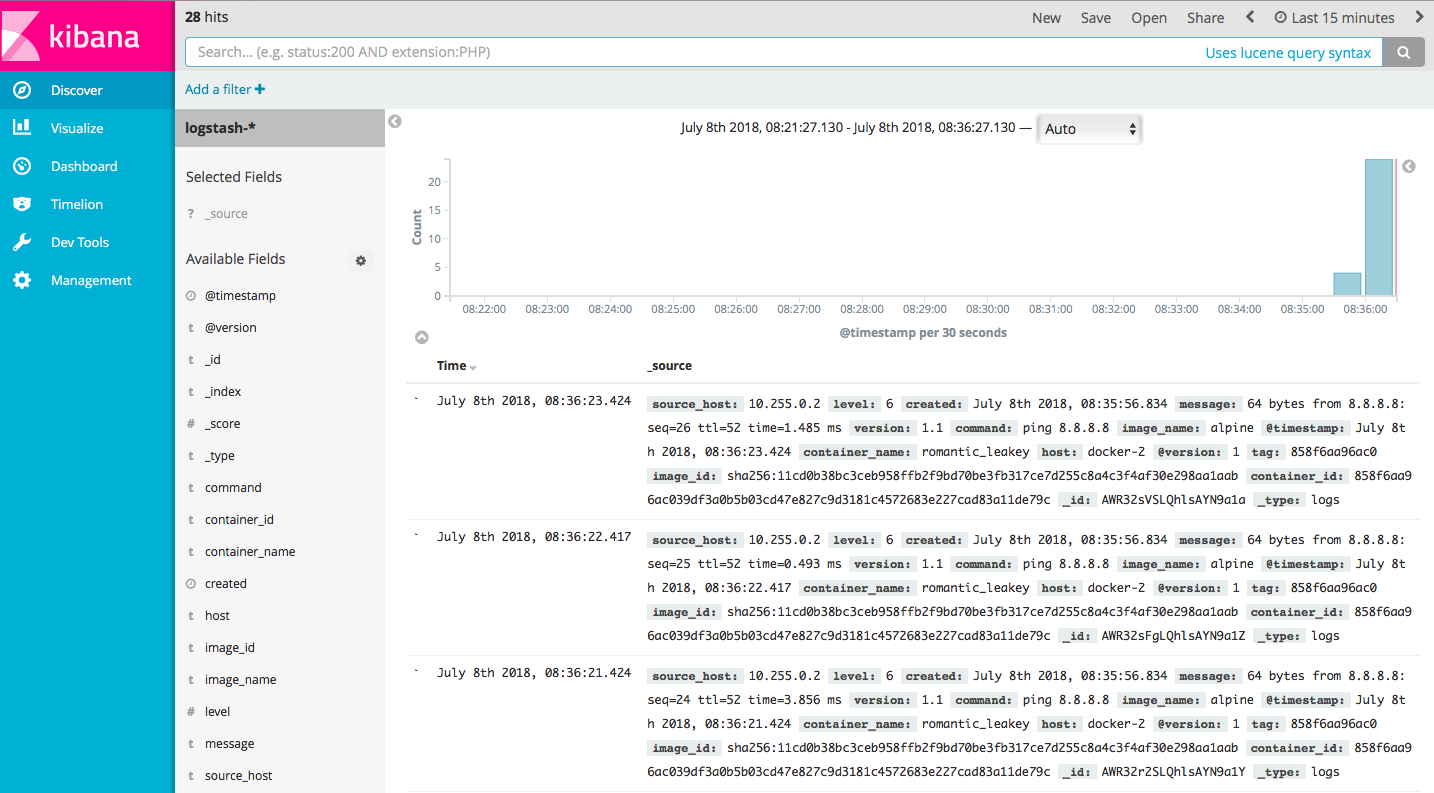 kibana
Discover
Visualize
Dashboard
Timelion
Dev Tools
Management
28 hits
New Save Open Share Last 15 minutes
Search... (e.g. status:200 AND extension:PHP) Uses lucene query syntax
Add a filter
logstash-*
Selected Fields
? _source
Available Fields
@timestamp
t @version
t _id
t _index
# _score
t _type
t command
t container_id
t container_name
created
t host
t image_id
t image_name
# level
t message
t source_host
July 8th 2018, 08:21:27.130 - July 8th 2018, 08:36:27.130 — Auto
Count
20
15
10
5
0
08:22:00 08:23:00 08:24:00 08:25:00 08:26:00 08:27:00 08:28:00 08:29:00 08:30:00 08:31:00 08:32:00 08:33:00 08:34:00 08:35:00 08:36:00
@timestamp per 30 seconds
Time _source
July 8th 2018, 08:36:23.424 source_host: 10.255.0.2 level: 6 created: July 8th 2018, 08:35:56.834 message: 64 bytes from 8.8.8.8:
seq=26 ttl=52 time=1.485 ms version: 1.1 command: ping 8.8.8.8 image_name: alpine @timestamp: July 8t
h 2018, 08:36:23.424 container_name: romantic_leakey host: docker-2 @version: 1 tag: 858f6aa96ac0
image_id: sha256:11cd0b38bc3ceb958ffb2f9bd70be3fb317ce7d255c8a4c3f4af30e298aa1aab container_id: 858f6aa9
6ac039df3a0b5b03cd47e827c9d3181c4572683e227cad83a11de79c _id: AWR32sVSLQhlsAYN9a1a _type: logs
July 8th 2018, 08:36:22.417 source_host: 10.255.0.2 level: 6 created: July 8th 2018, 08:35:56.834 message: 64 bytes from 8.8.8.8:
seq=25 ttl=52 time=0.493 ms version: 1.1 command: ping 8.8.8.8 image_name: alpine @timestamp: July 8t
h 2018, 08:36:22.417 container_name: romantic_leakey host: docker-2 @version: 1 tag: 858f6aa96ac0
image_id: sha256:11cd0b38bc3ceb958ffb2f9bd70be3fb317ce7d255c8a4c3f4af30e298aa1aab container_id: 858f6aa9
6ac039df3a0b5b03cd47e827c9d3181c4572683e227cad83a11de79c _id: AWR32sFgLQhlsAYN9a1Z _type: logs
July 8th 2018, 08:36:21.424 source_host: 10.255.0.2 level: 6 created: July 8th 2018, 08:35:56.834 message: 64 bytes from 8.8.8.8:
seq=24 ttl=52 time=3.856 ms version: 1.1 command: ping 8.8.8.8 image_name: alpine @timestamp: July 8t
h 2018, 08:36:21.424 container_name: romantic_leakey host: docker-2 @version: 1 tag: 858f6aa96ac0
image_id: sha256:11cd0b38bc3ceb958ffb2f9bd70be3fb317ce7d255c8a4c3f4af30e298aa1aab container_id: 858f6aa9
6ac039df3a0b5b03cd47e827c9d3181c4572683e227cad83a11de79c _id: AWR32r2SLQhlsAYN9a1Y _type: logs